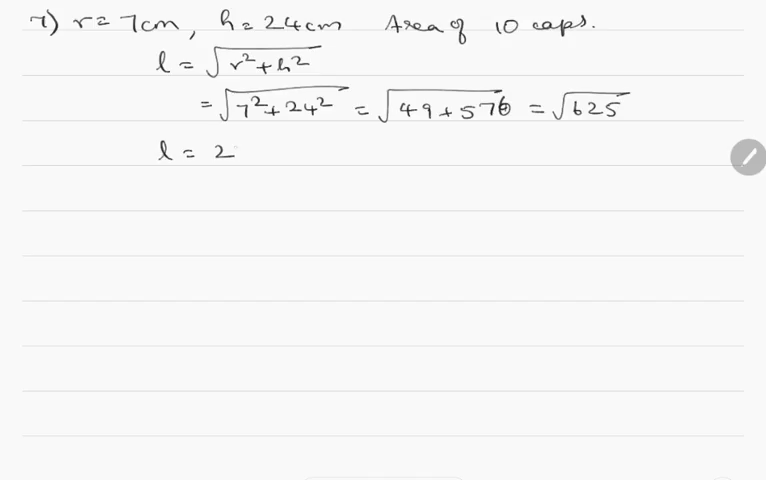 7) r = 7cm, h = 24cm Area of 10 caps.
l = √r²+h²
= √7²+24² = √49+576 = √625
l = 2